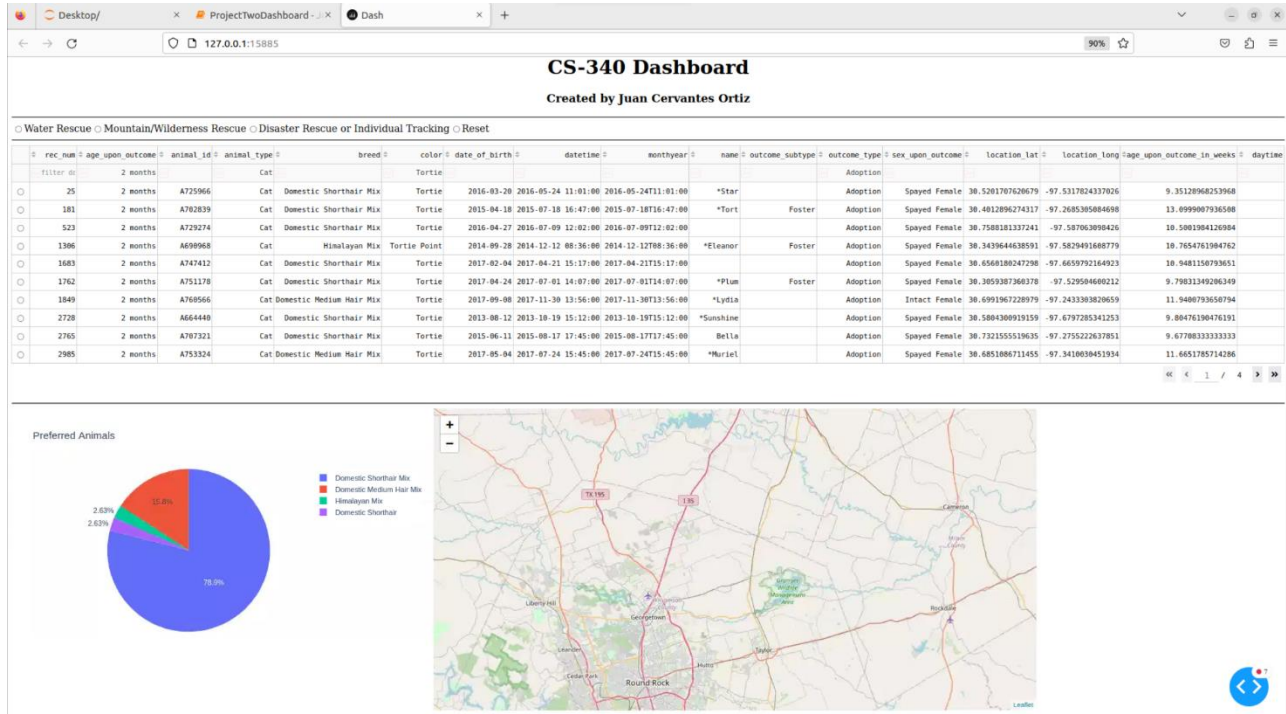 Desktop/ × ProjectTwoDashboard - × Dash × +
127.0.0.1:15885 90%
CS-340 Dashboard
Created by Juan Cervantes Ortiz
Water Rescue Mountain/Wilderness Rescue Disaster Rescue or Individual Tracking Reset
rec_num age_upon_outcome animal_id animal_type breed color date_of_birth datetime monthyear name outcome_subtype outcome_type sex_upon_outcome location_lat location_long age_upon_outcome_in_weeks daytime
filter 2 months Cat Tortie Adoption
25 2 months A725966 Cat Domestic Shorthair Mix Tortie 2016-03-20 2016-05-24 11:01:00 2016-05-24T11:01:00 *Star Adoption Spayed Female 30.5201707620679 -97.5317824337026 9.35128968253968
181 2 months A702839 Cat Domestic Shorthair Mix Tortie 2015-04-18 2015-07-18 16:47:00 2015-07-18T16:47:00 *Tort Foster Adoption Spayed Female 30.4012896274317 -97.2685305084698 13.0999007936508
523 2 months A729274 Cat Domestic Shorthair Mix Tortie 2016-04-27 2016-07-09 12:02:00 2016-07-09T12:02:00 Adoption Spayed Female 30.7588181337241 -97.587063098426 10.5001984126984
1306 2 months A690968 Cat Himalayan Mix Tortie Point 2014-09-28 2014-12-12 08:36:00 2014-12-12T08:36:00 *Eleanor Foster Adoption Spayed Female 30.3439644638591 -97.5829491608779 10.7654761904762
1683 2 months A747412 Cat Domestic Shorthair Mix Tortie 2017-02-04 2017-04-21 15:17:00 2017-04-21T15:17:00 Adoption Spayed Female 30.6560180247298 -97.6659792164923 10.9481150793651
1762 2 months A751178 Cat Domestic Shorthair Mix Tortie 2017-04-24 2017-07-01 14:07:00 2017-07-01T14:07:00 *Plum Foster Adoption Spayed Female 30.3059387360378 -97.529504600212 9.79831349206349
1849 2 months A760566 Cat Domestic Medium Hair Mix Tortie 2017-09-08 2017-11-30 13:56:00 2017-11-30T13:56:00 *Lydia Adoption Intact Female 30.6991967228979 -97.2433303820659 11.9400793650794
2728 2 months A664440 Cat Domestic Shorthair Mix Tortie 2013-08-12 2013-10-19 15:12:00 2013-10-19T15:12:00 *Sunshine Adoption Spayed Female 30.5804300919159 -97.6797285341253 9.80476190476191
2765 2 months A707321 Cat Domestic Shorthair Mix Tortie 2015-06-11 2015-08-17 17:45:00 2015-08-17T17:45:00 Bella Adoption Spayed Female 30.7321555519635 -97.2755222637851 9.67708333333333
2985 2 months A753324 Cat Domestic Medium Hair Mix Tortie 2017-05-04 2017-07-24 15:45:00 2017-07-24T15:45:00 *Muriel Adoption Spayed Female 30.6851086711455 -97.3410030451934 11.6651785714286
« ‹ 1 / 4 › »
Preferred Animals
Domestic Shorthair Mix
Domestic Medium Hair Mix
Himalayan Mix
Domestic Shorthair
15.8%
2.63%
2.63%
78.9%
+
−
TX 195
I 35
Cameron
Milam County
Liberty Hill
Georgetown
Granger Wildlife Management Area
Rockdale
Leander
Taylor
Hutto
Cedar Park
Round Rock
Leaflet